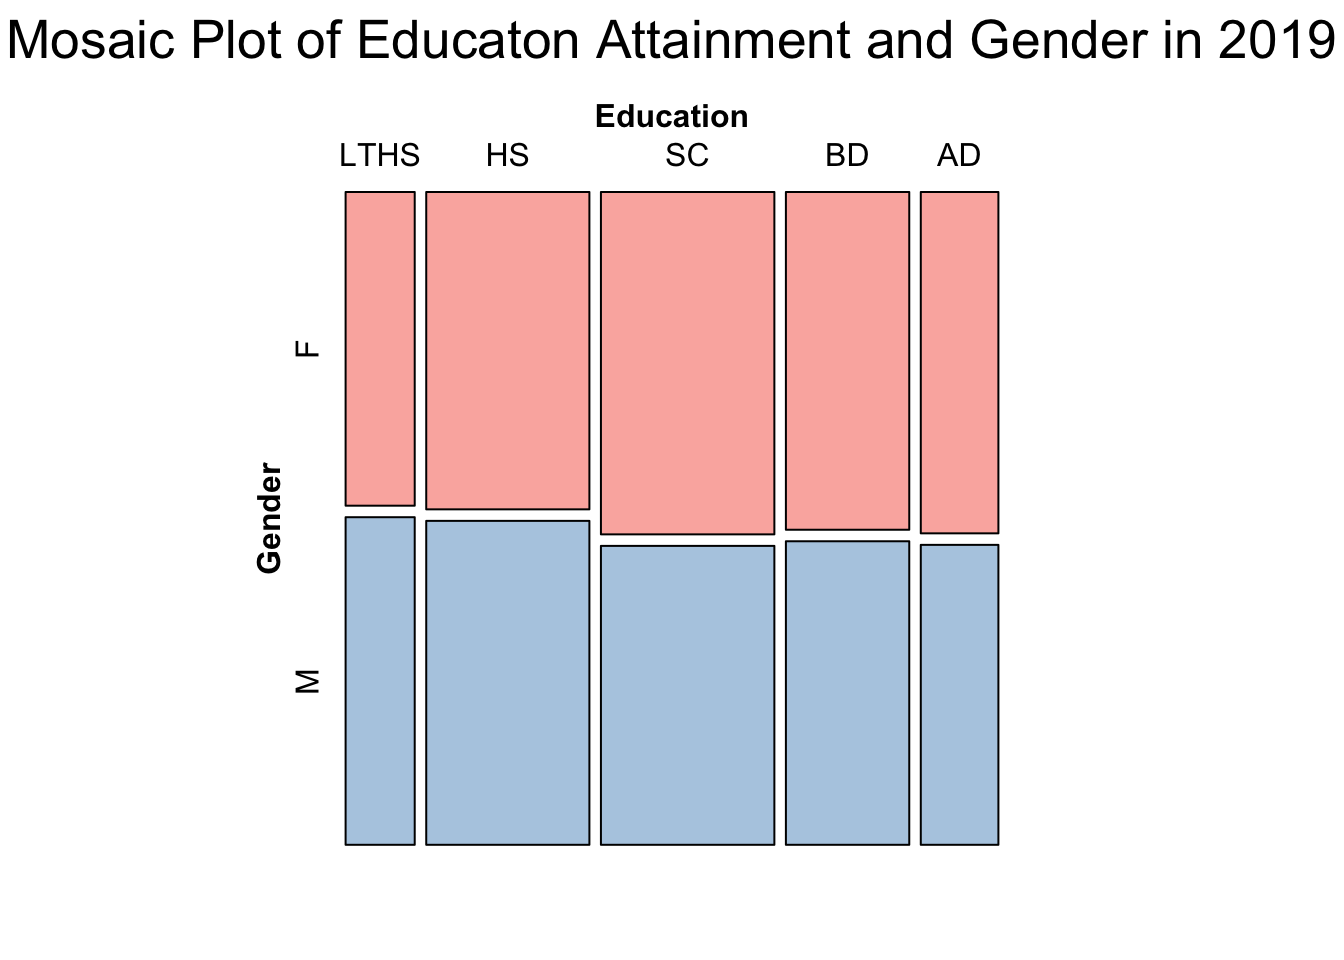 Mosaic Plot of Educaton Attainment and Gender in 2019
Education
LTHS HS SC BD AD
F
Gender
M